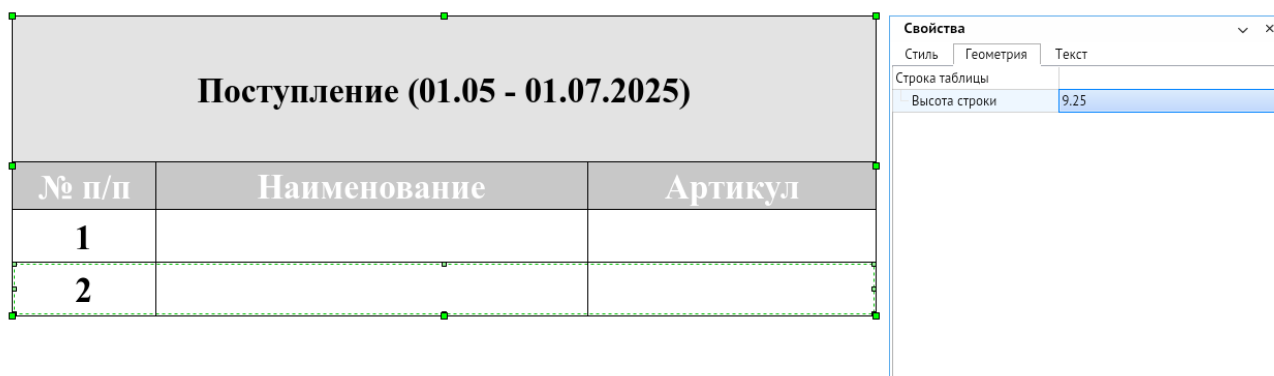 Поступление (01.05 - 01.07.2025)
№ п/п Наименование Артикул
1
2
Свойства
Стиль Геометрия Текст
Строка таблицы
Высота строки 9.25